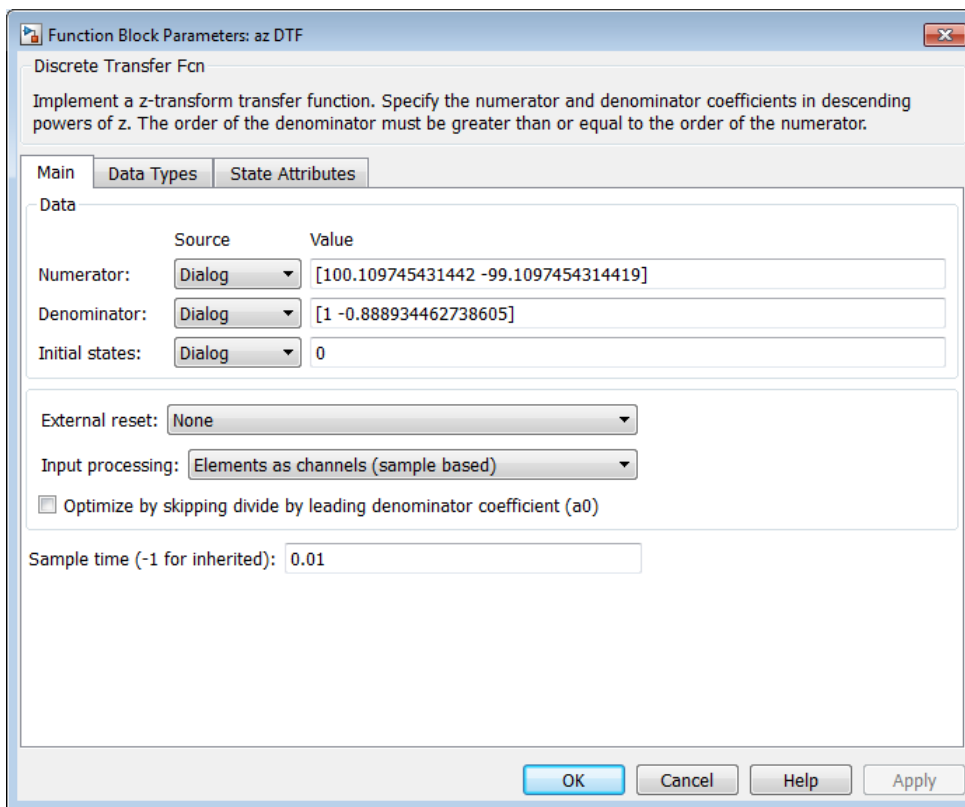 Function Block Parameters: az DTF
Discrete Transfer Fcn
Implement a z-transform transfer function. Specify the numerator and denominator coefficients in descending
powers of z. The order of the denominator must be greater than or equal to the order of the numerator.
Main Data Types State Attributes
Data
Source Value
Numerator: Dialog [100.109745431442 -99.1097454314419]
Denominator: Dialog [1 -0.888934462738605]
Initial states: Dialog 0
External reset: None
Input processing: Elements as channels (sample based)
Optimize by skipping divide by leading denominator coefficient (a0)
Sample time (-1 for inherited): 0.01
OK Cancel Help Apply